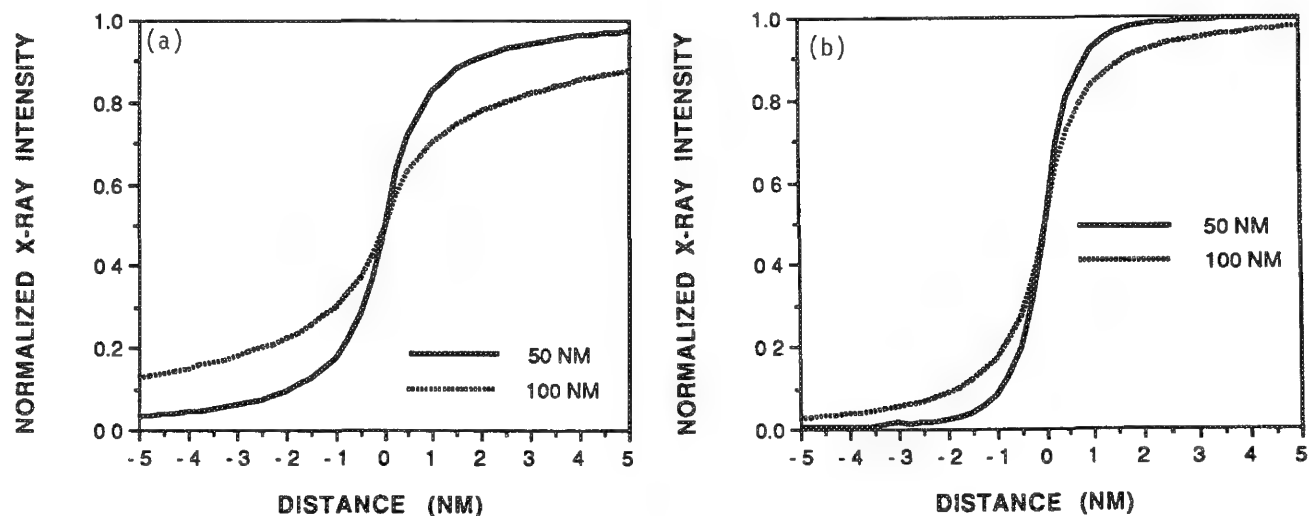 (a)
NORMALIZED X-RAY INTENSITY
1.0
0.8
0.6
0 4
0.2
0 0
-5 -4 -3 -2 -1 0 1 2 3 4 5
DISTANCE (NM)
50 NM
100 NM
(b)
NORMALIZED X-RAY INTENSITY
1.0
0.8
0 6
0 4
0.2
0.0
-5 -4 -3 -2 -1 0 1 2 3 4 5
DISTANCE (NM)
50 NM
100 NM